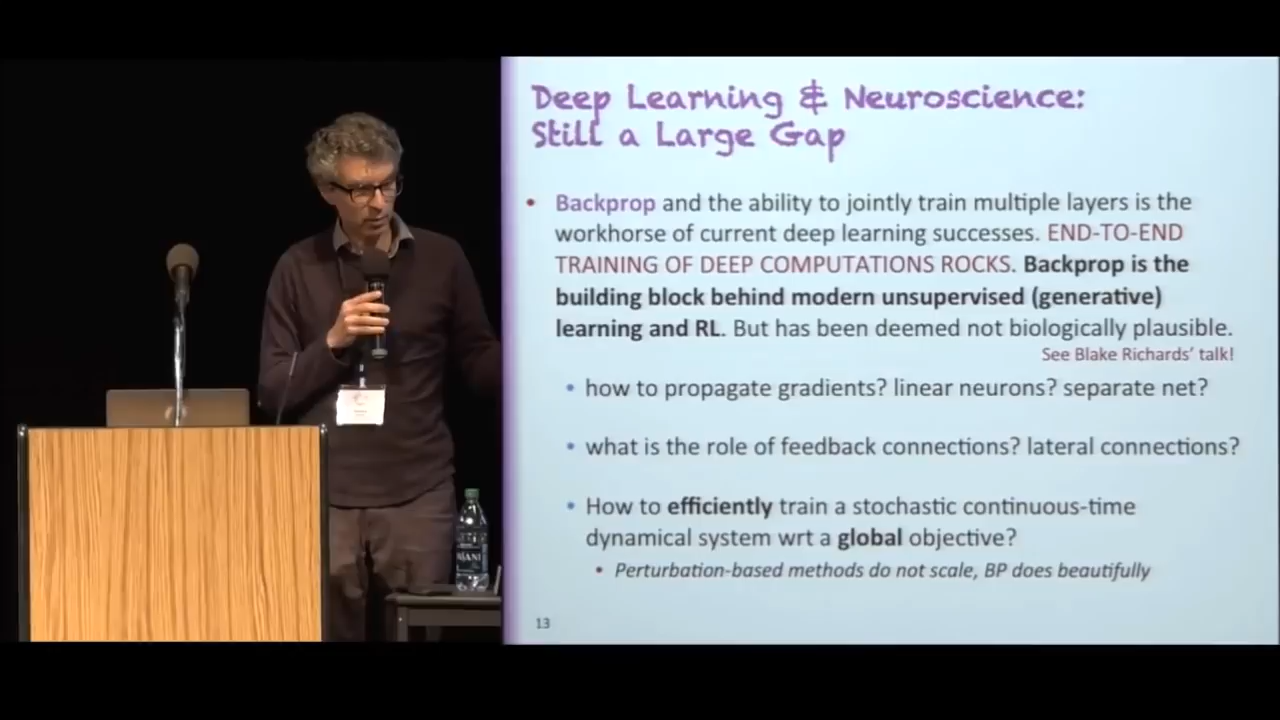 Deep Learning & Neuroscience:
Still a Large Gap
• Backprop and the ability to jointly train multiple layers is the
workhorse of current deep learning successes. END-TO-END
TRAINING OF DEEP COMPUTATIONS ROCKS. Backprop is the
building block behind modern unsupervised (generative)
learning and RL. But has been deemed not biologically plausible.
See Blake Richards' talk!
• how to propagate gradients? linear neurons? separate net?
• what is the role of feedback connections? lateral connections?
• How to efficiently train a stochastic continuous-time
dynamical system wrt a global objective?
• Perturbation-based methods do not scale, BP does beautifully
13